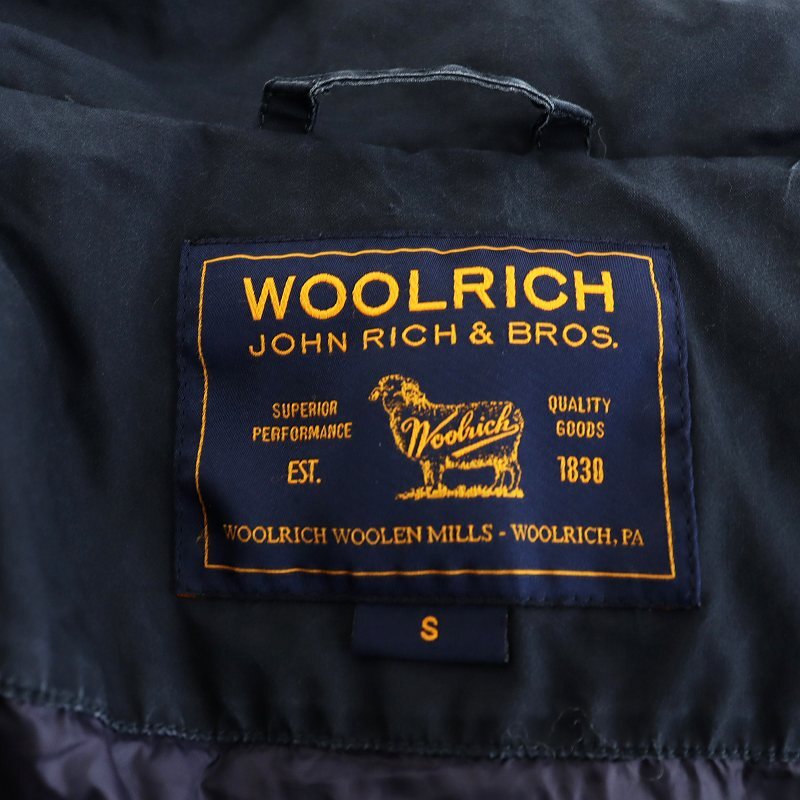 WOOLRICH
JOHN RICH & BROS.
SUPERIOR
PERFORMANCE
Woolrich
QUALITY
GOODS
EST.
1830
WOOLRICH WOOLEN MILLS - WOOLRICH, PA
S